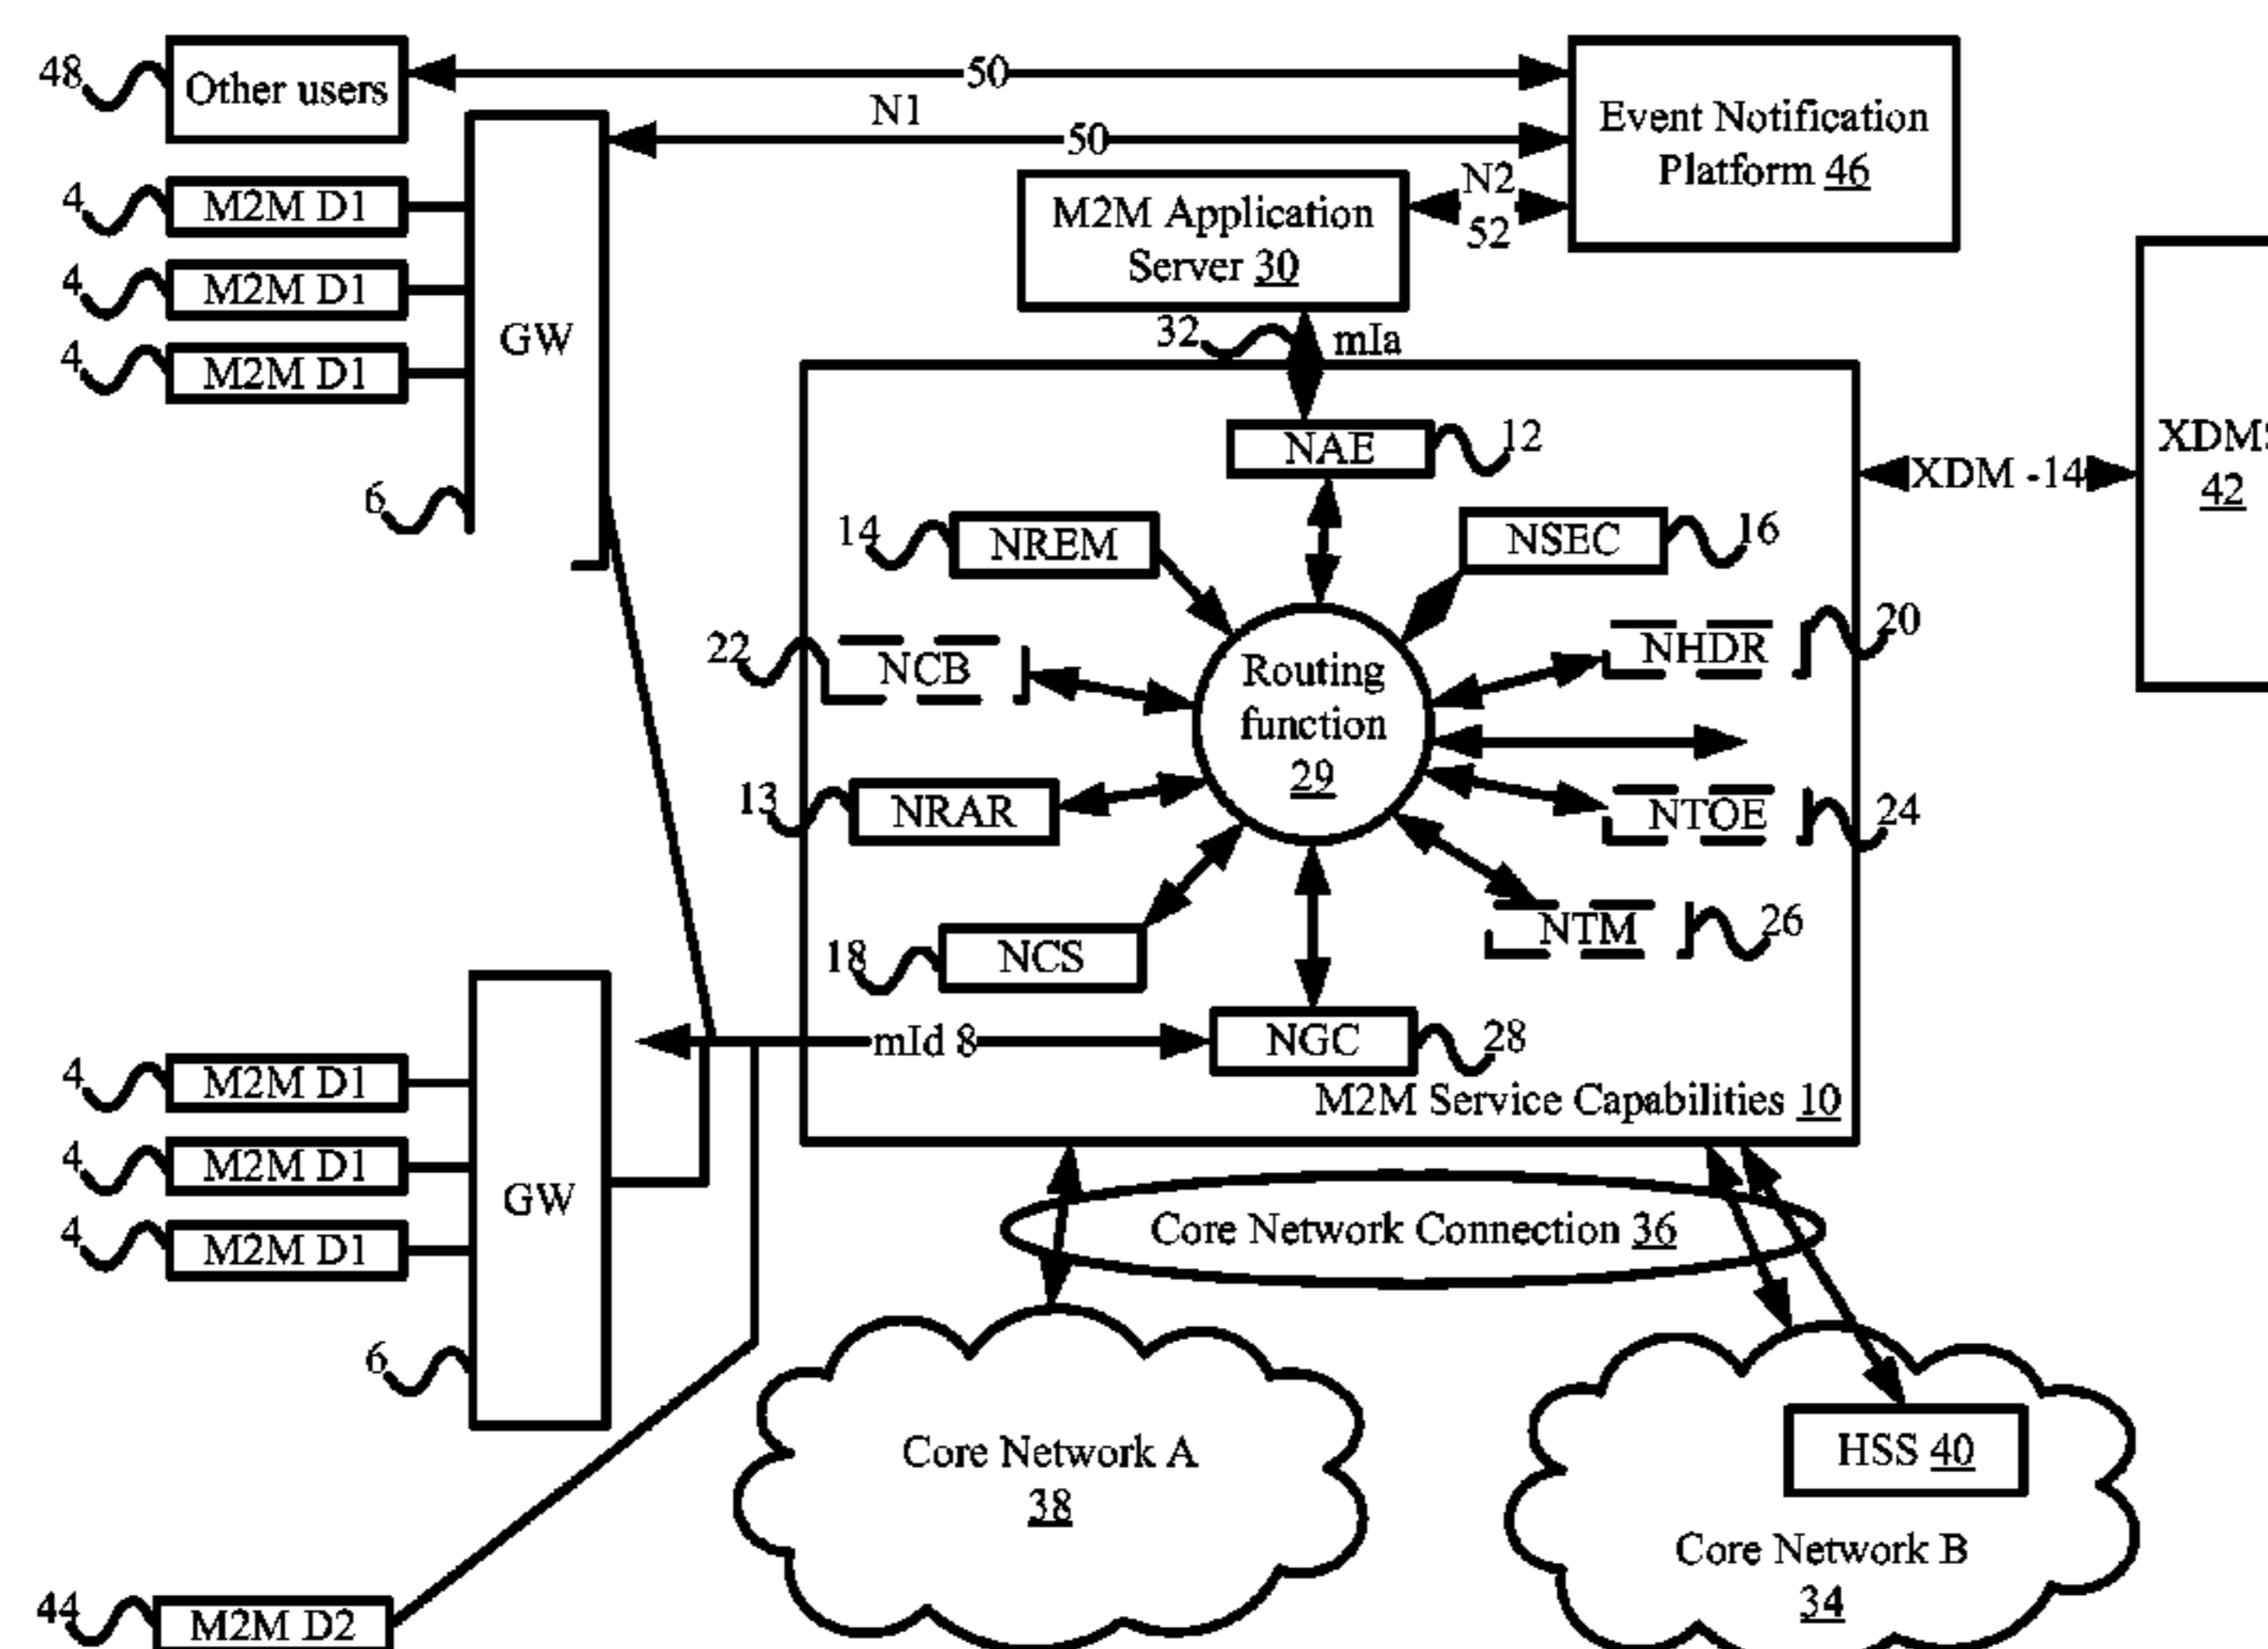 48
Other users
50
N1
50
Event Notification
Platform 46
N2
52
M2M Application
Server 30
4
M2M D1
4
M2M D1
4
M2M D1
GW
6
32
mIa
NAE
12
XDM -14
42
14
NREM
NSEC
16
22
NCB
NHDR
20
Routing
function
29
13
NRAR
NTOE
24
18
NCS
NTM
26
mId 8
NGC
28
M2M Service Capabilities 10
4
M2M D1
4
M2M D1
4
M2M D1
GW
6
Core Network Connection 36
Core Network A
38
HSS 40
Core Network B
34
44
M2M D2